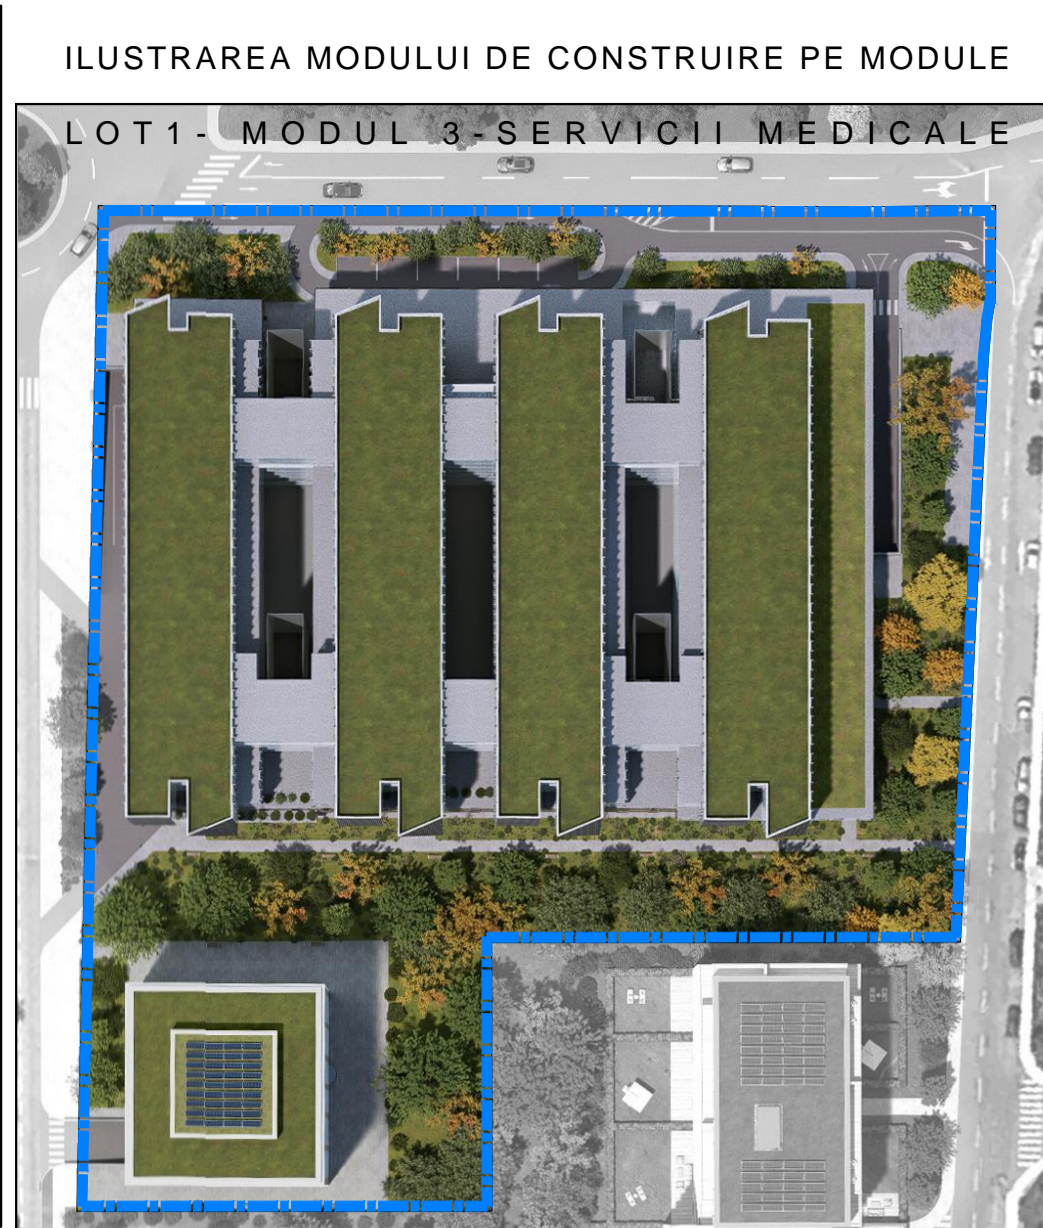 ILUSTRAREA MODULUI DE CONSTRUIRE PE MODULE
LOT1- MODUL 3-SERVICII MEDICALE